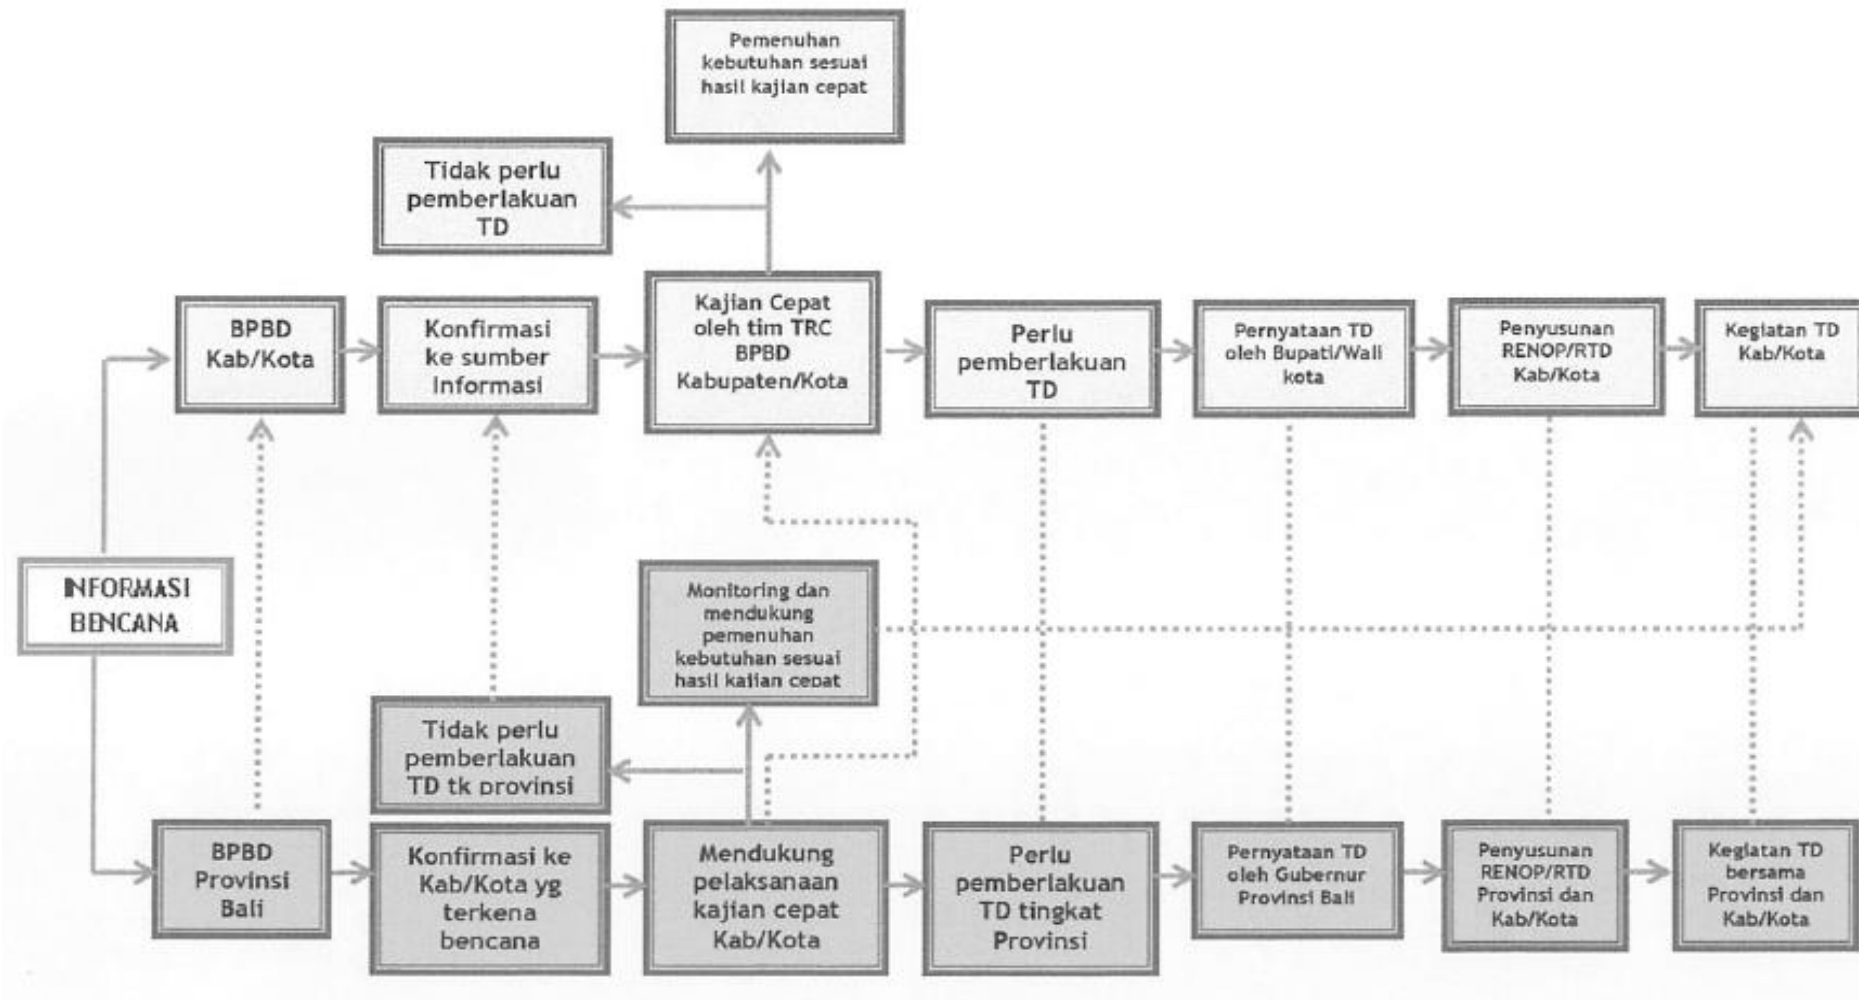 Pemenuhan
kebutuhan sesuai
hasil kajian cepat
Tidak perlu
pemberlakuan
TD
BPBD
Kab/Kota
Konfirmasi
ke sumber
Informasi
Kajian Cepat
oleh tim TRC
BPBD
Kabupaten/Kota
Perlu
pemberlakuan
TD
Pernyataan TD
oleh Bupati/Wali
kota
Penyusunan
RENOP/RTD
Kab/Kota
Kegiatan TD
Kab/Kota
INFORMASI
BENCANA
Monitoring dan
mendukung
pemenuhan
kebutuhan sesuai
hasil kajian cepat
Tidak perlu
pemberlakuan
TD tk provinsi
BPBD
Provinsi
Bali
Konfirmasi ke
Kab/Kota yg
terkena
bencana
Mendukung
pelaksanaan
kajian cepat
Kab/Kota
Perlu
pemberlakuan
TD tingkat
Provinsi
Pernyataan TD
oleh Gubernur
Provinsi Bali
Penyusunan
RENOP/RTD
Provinsi dan
Kab/Kota
Kegiatan TD
bersama
Provinsi dan
Kab/Kota